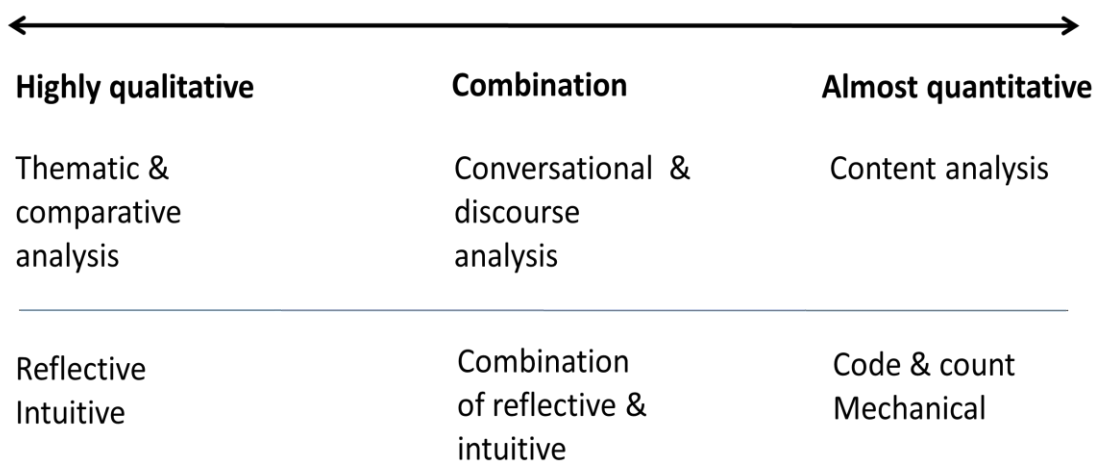 Highly qualitative
Combination
Almost quantitative
Thematic &
comparative
analysis
Conversational &
discourse
analysis
Content analysis
Reflective
Intuitive
Combination
of reflective &
intuitive
Code & count
Mechanical